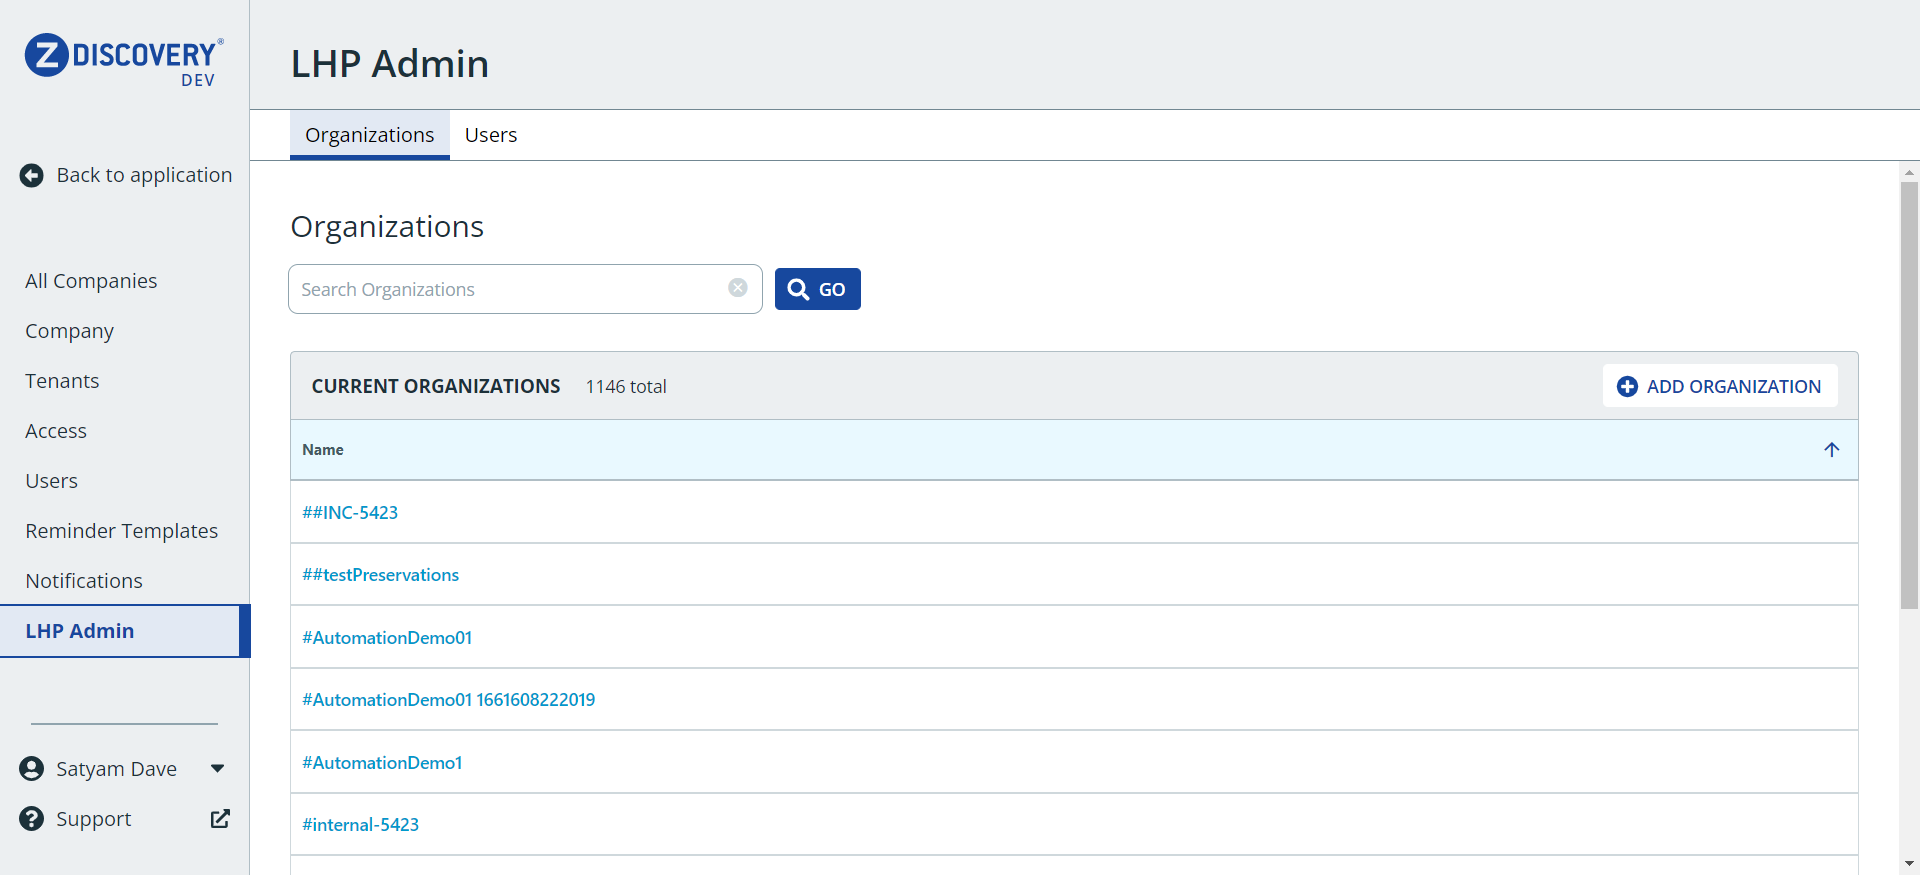 Z DISCOVERY®
DEV
Back to application
All Companies
Company
Tenants
Access
Users
Reminder Templates
Notifications
LHP Admin
Satyam Dave
Support
LHP Admin
Organizations Users
Organizations
Search Organizations GO
CURRENT ORGANIZATIONS 1146 total ADD ORGANIZATION
Name
##INC-5423
##testPreservations
#AutomationDemo01
#AutomationDemo01 1661608222019
#AutomationDemo1
#internal-5423